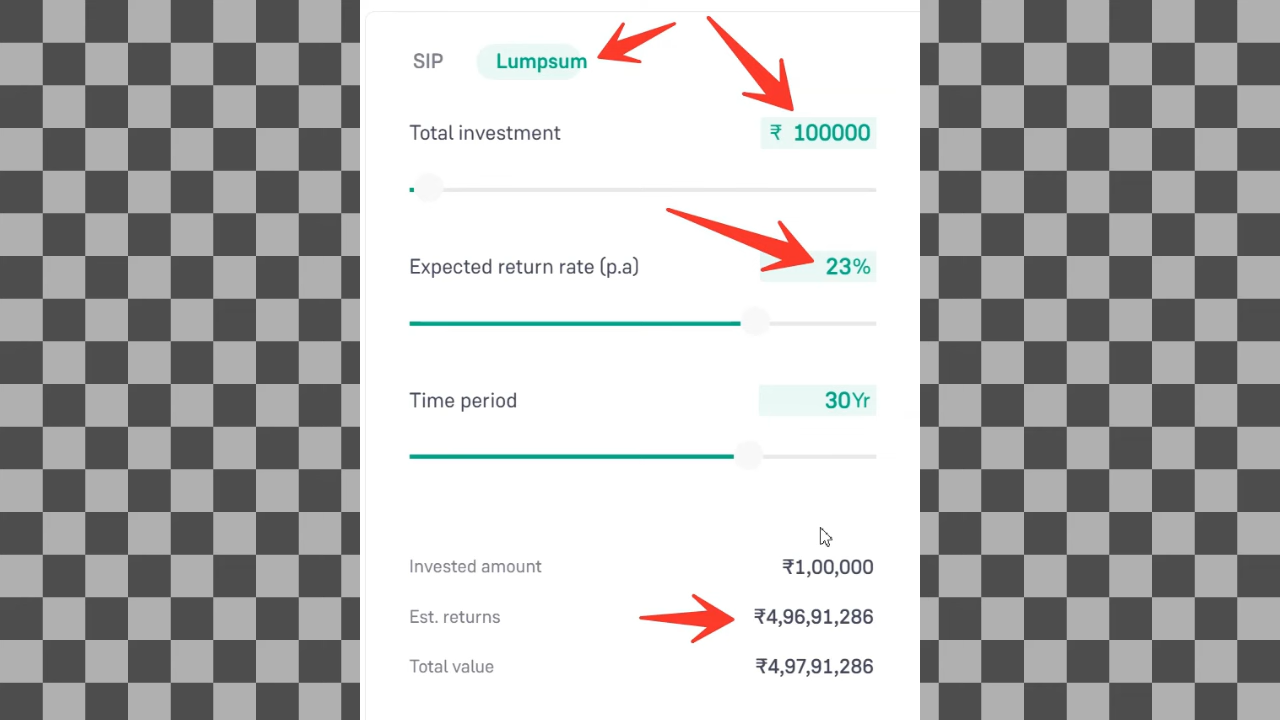 SIP Lumpsum
Total investment ₹ 100000
Expected return rate (p.a) 23%
Time period 30Yr
Invested amount ₹1,00,000
Est. returns ₹4,96,91,286
Total value ₹4,97,91,286